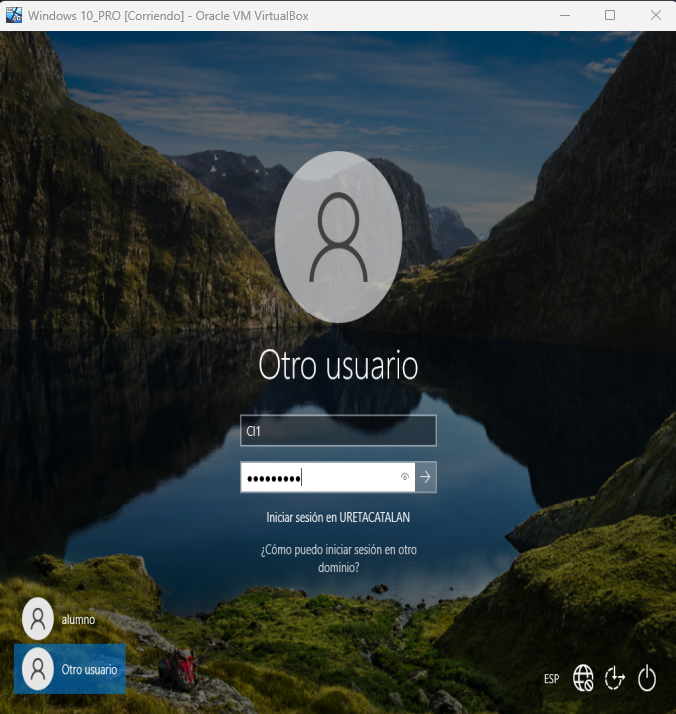 Windows 10_PRO [Corriendo] - Oracle VM VirtualBox
Otro usuario
CI1
•••••••••
Iniciar sesión en URETACATALAN
¿Cómo puedo iniciar sesión en otro
dominio?
alumno
Otro usuario
ESP